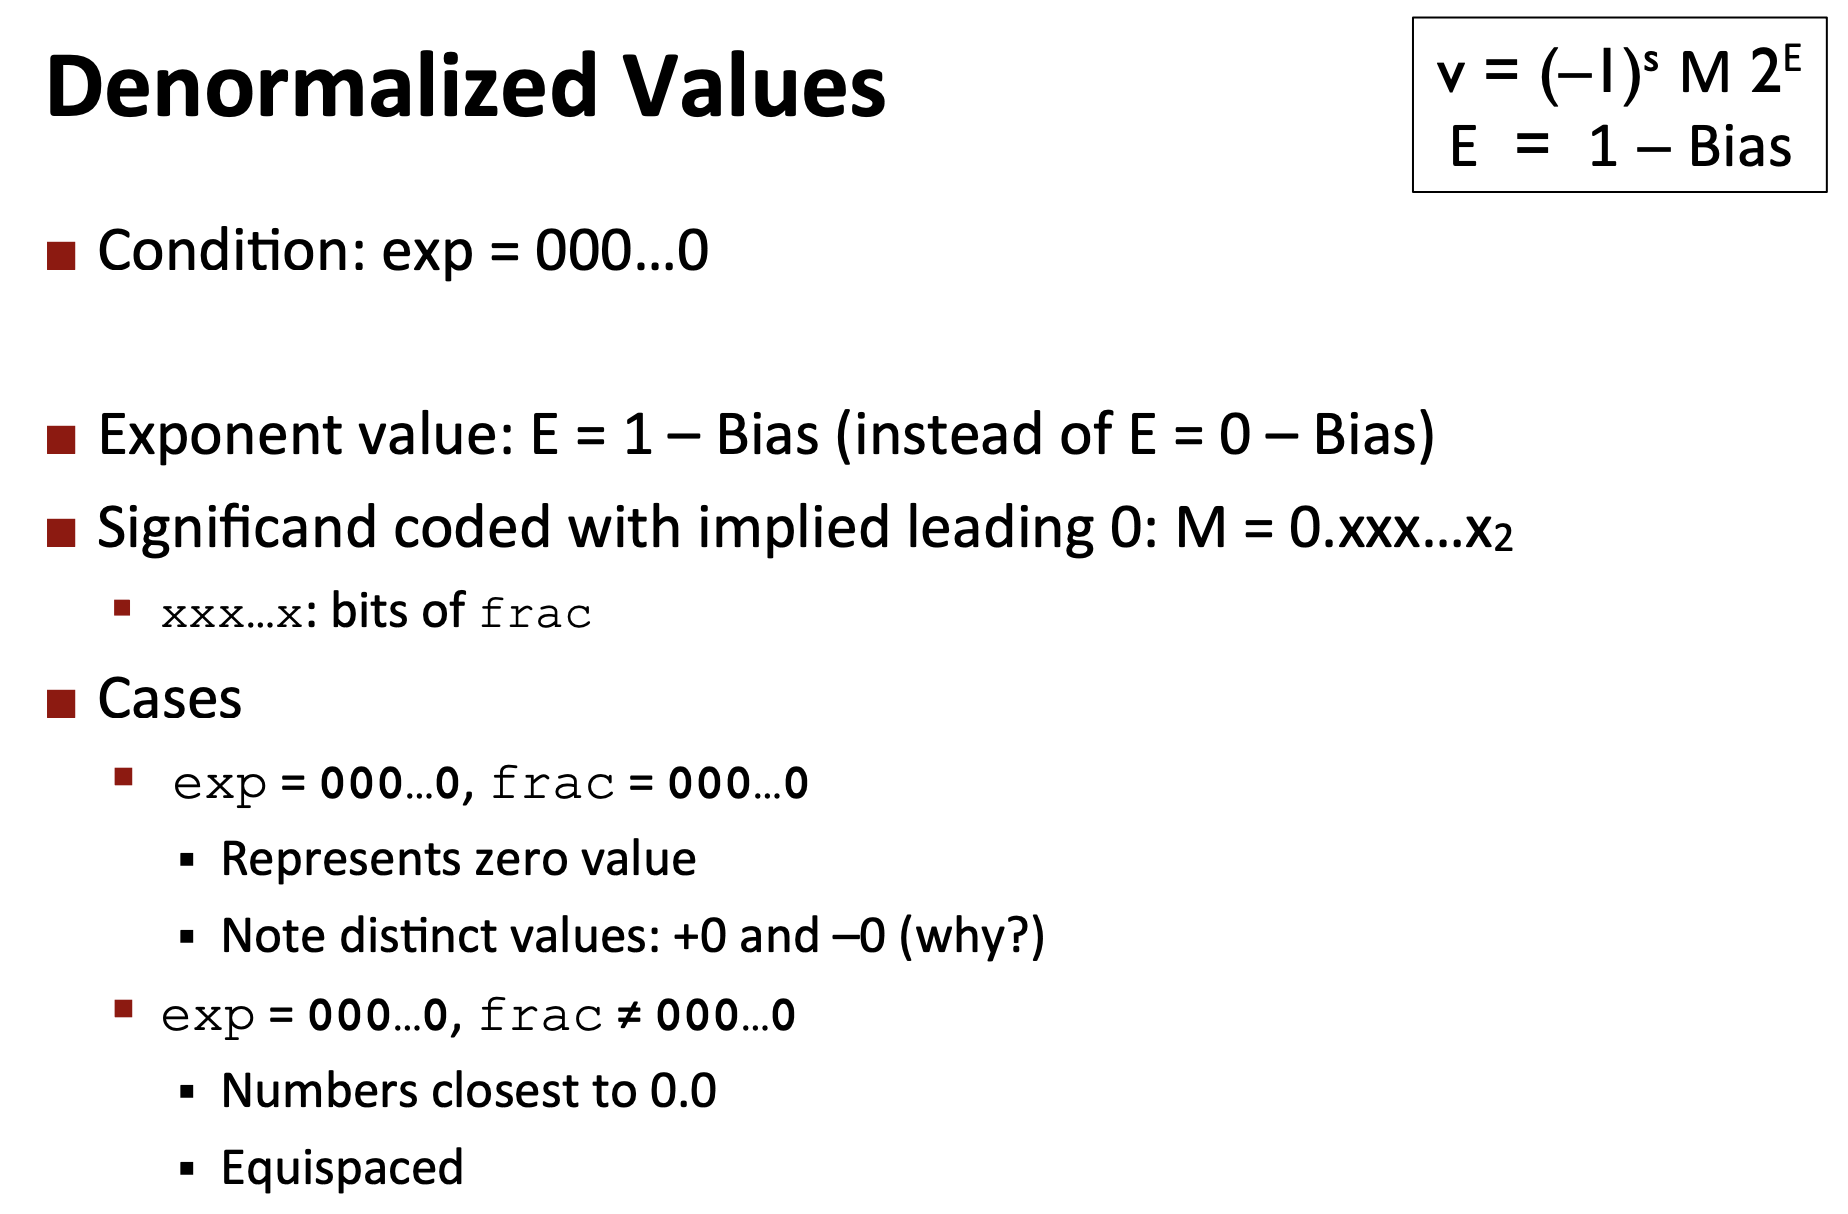 Denormalized Values
v = (–1)ˢ M 2ᴱ
E = 1 – Bias
■ Condition: exp = 000…0
■ Exponent value: E = 1 – Bias (instead of E = 0 – Bias)
■ Significand coded with implied leading 0: M = 0.xxx…x₂
▪ xxx…x: bits of frac
■ Cases
▪ exp = 000…0, frac = 000…0
▪ Represents zero value
▪ Note distinct values: +0 and –0 (why?)
▪ exp = 000…0, frac ≠ 000…0
▪ Numbers closest to 0.0
▪ Equispaced